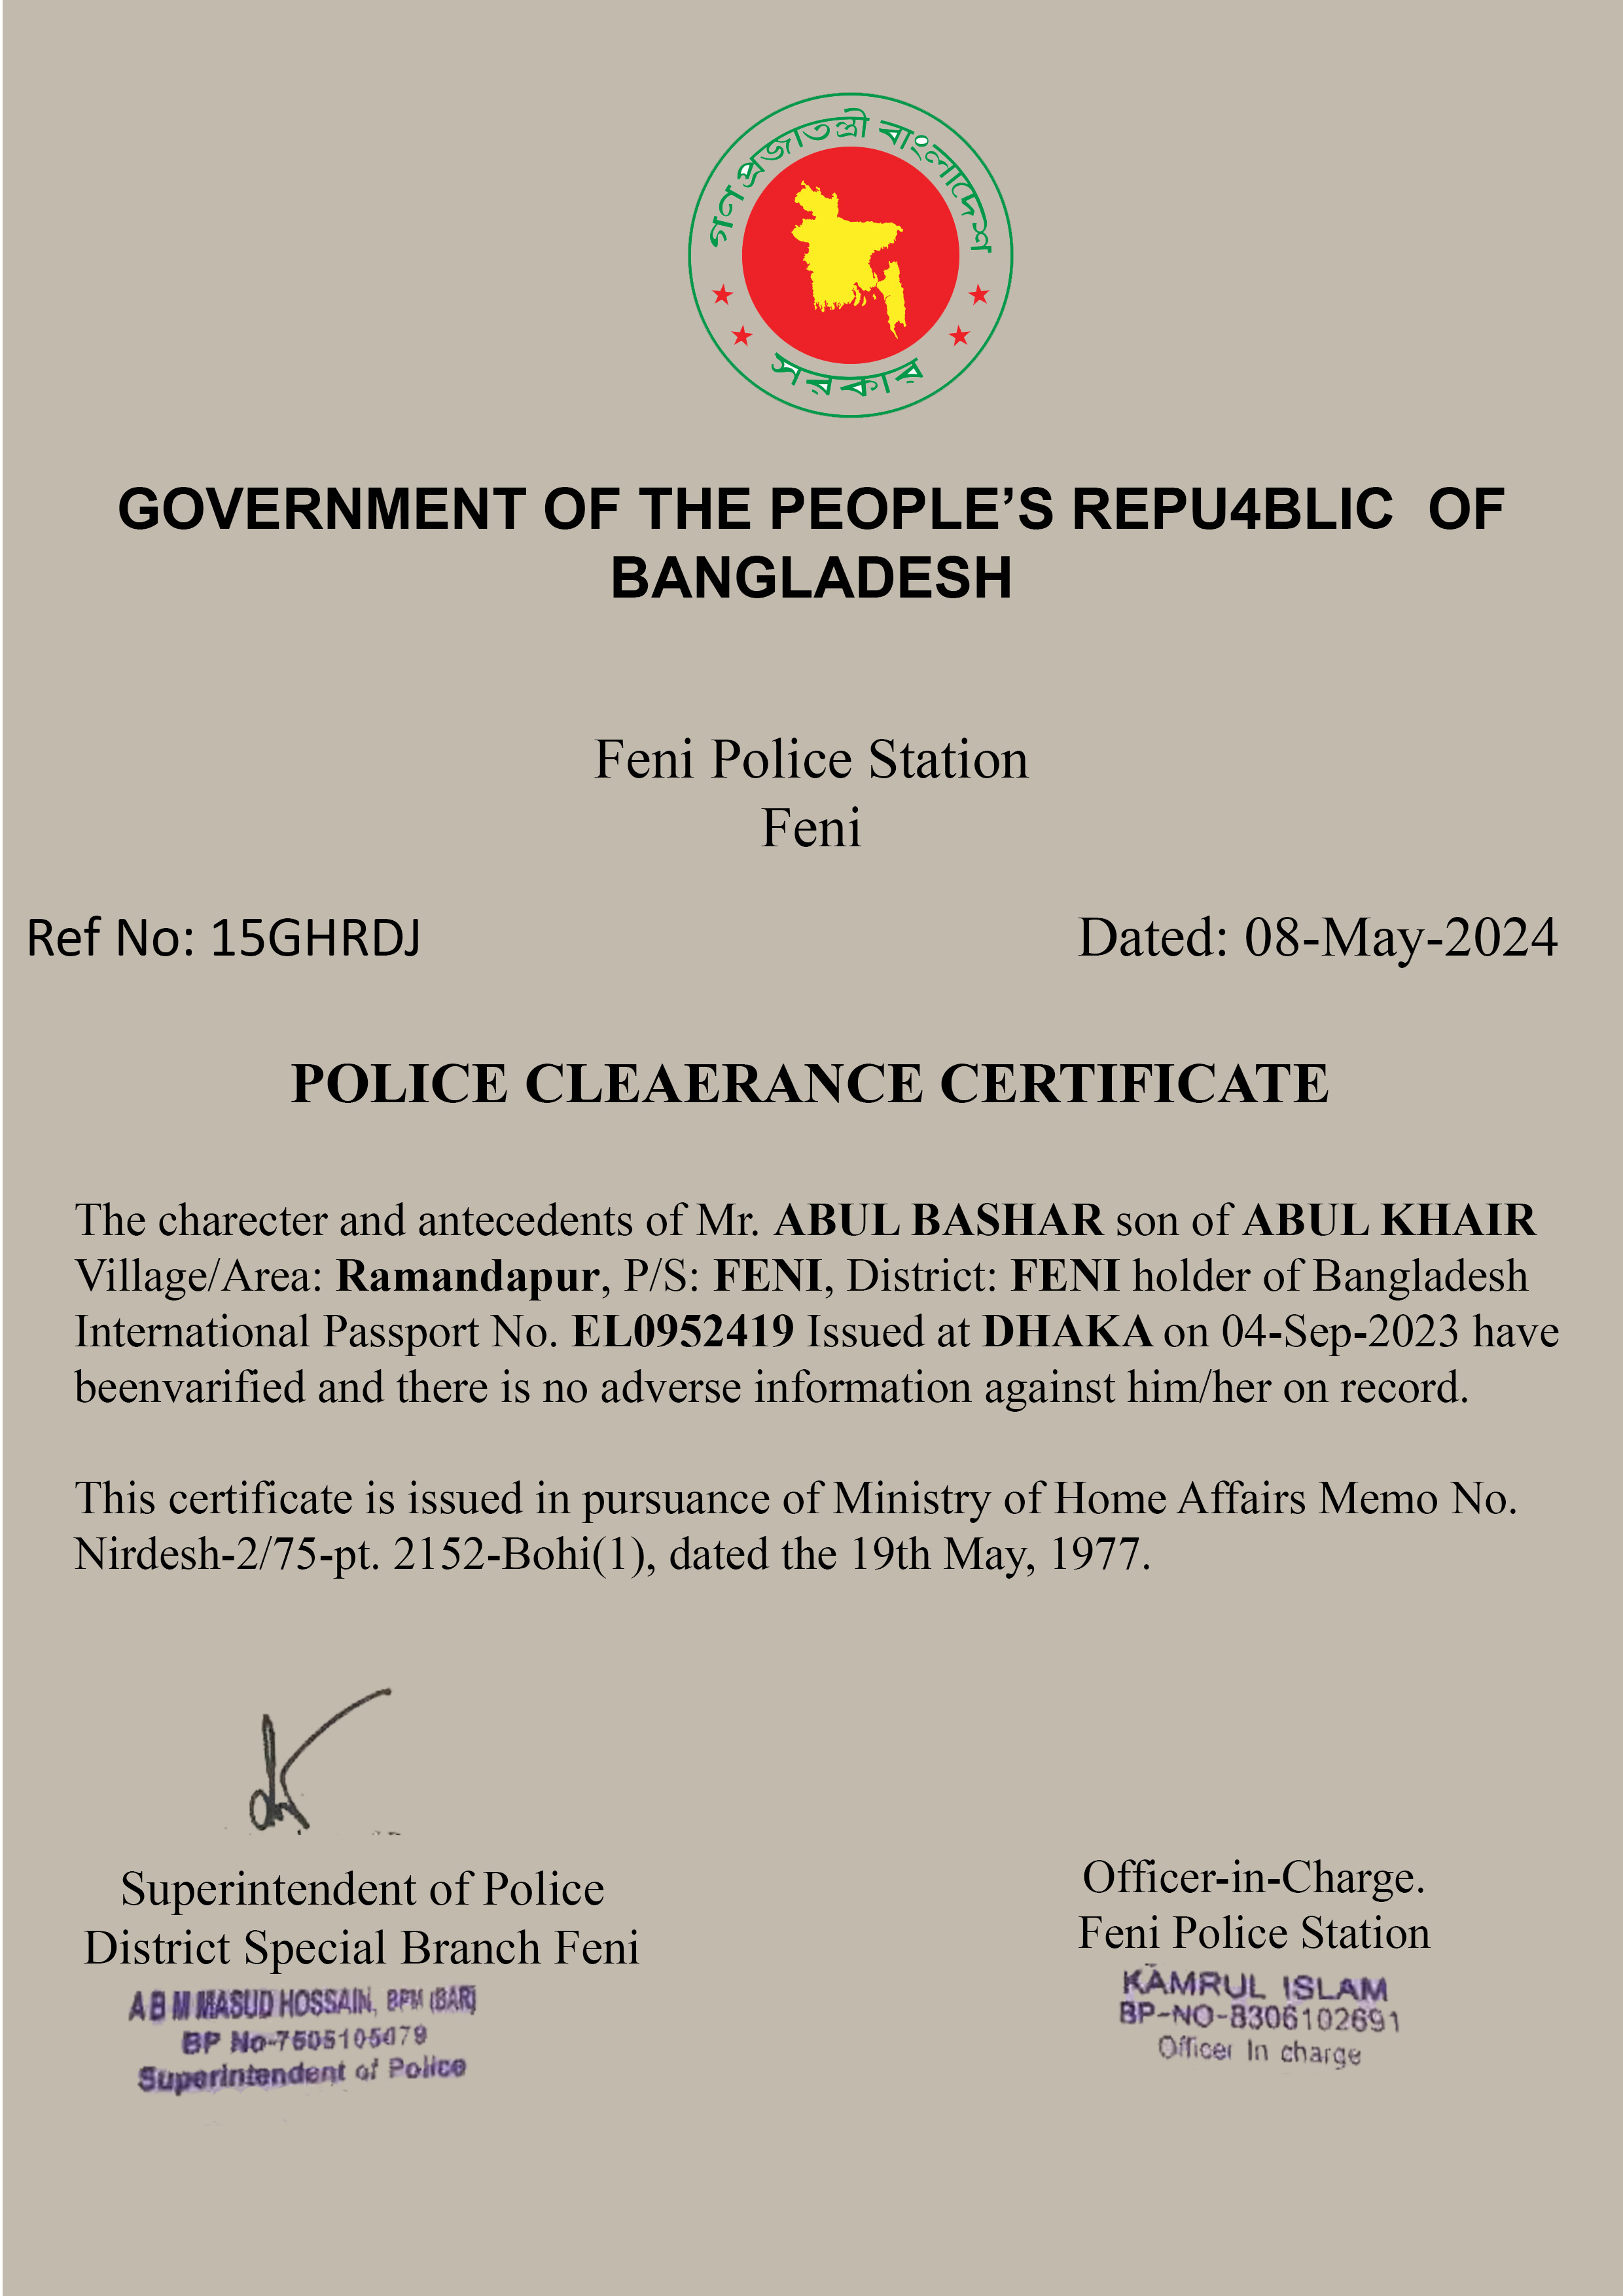 গণপ্রজাতন্ত্রী বাংলাদেশ
সরকার
GOVERNMENT OF THE PEOPLE’S REPU4BLIC  OF
BANGLADESH
Feni Police Station
Feni
Ref No: 15GHRDJ
Dated: 08-May-2024
POLICE CLEAERANCE CERTIFICATE
The charecter and antecedents of Mr. ABUL BASHAR son of ABUL KHAIR
Village/Area: Ramandapur, P/S: FENI, District: FENI holder of Bangladesh
International Passport No. EL0952419 Issued at DHAKA on 04-Sep-2023 have
beenvarified and there is no adverse information against him/her on record.
This certificate is issued in pursuance of Ministry of Home Affairs Memo No.
Nirdesh-2/75-pt. 2152-Bohi(1), dated the 19th May, 1977.
Superintendent of Police
District Special Branch Feni
A B M MASUD HOSSAIN, BPM (BAR)
BP No-7605105079
Superintendent of Police
Officer-in-Charge.
Feni Police Station
KAMRUL ISLAM
BP-NO-8306102691
Officer In charge